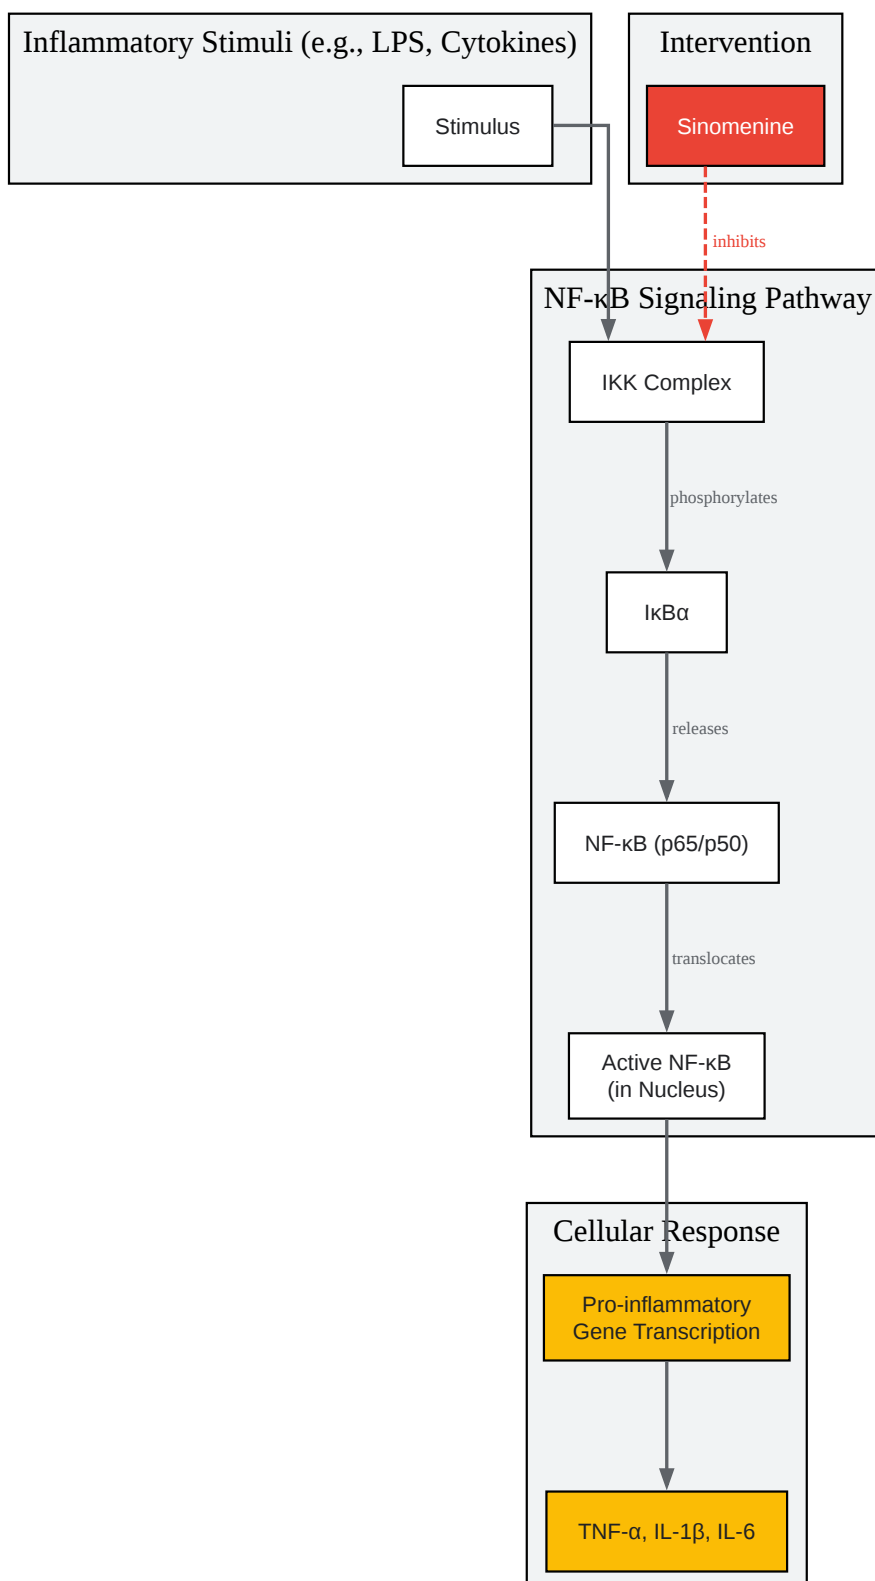 Inflammatory Stimuli (e.g., LPS, Cytokines)
Intervention
Stimulus
Sinomenine
inhibits
NF-κB Signaling Pathway
IKK Complex
phosphorylates
IκBα
releases
NF-κB (p65/p50)
translocates
Active NF-κB
(in Nucleus)
Cellular Response
Pro-inflammatory
Gene Transcription
TNF-α, IL-1β, IL-6